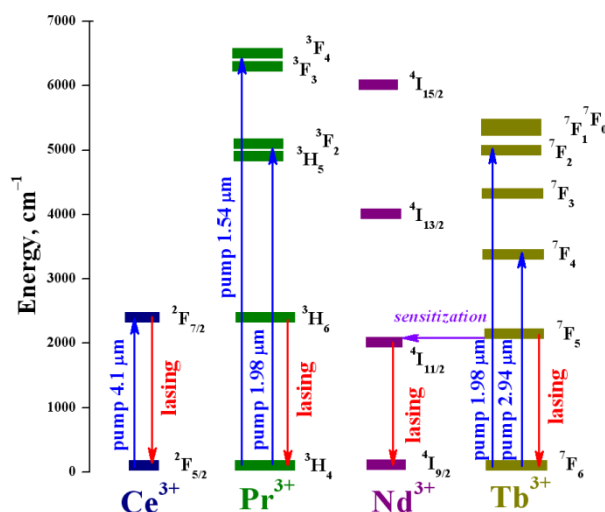 7000
6000
5000
4000
3000
2000
1000
0
Energy, cm⁻¹
²F₇/₂
pump 4.1 μm
lasing
²F₅/₂
Ce³⁺
³F₄
³F₃
³F₂
³H₅
pump 1.54 μm
³H₆
pump 1.98 μm
lasing
³H₄
Pr³⁺
⁴I₁₅/₂
⁴I₁₃/₂
sensitization
⁴I₁₁/₂
lasing
⁴I₉/₂
Nd³⁺
⁷F₁ ⁷F₀
⁷F₂
⁷F₃
⁷F₄
⁷F₅
pump 1.98 μm
pump 2.94 μm
lasing
⁷F₆
Tb³⁺